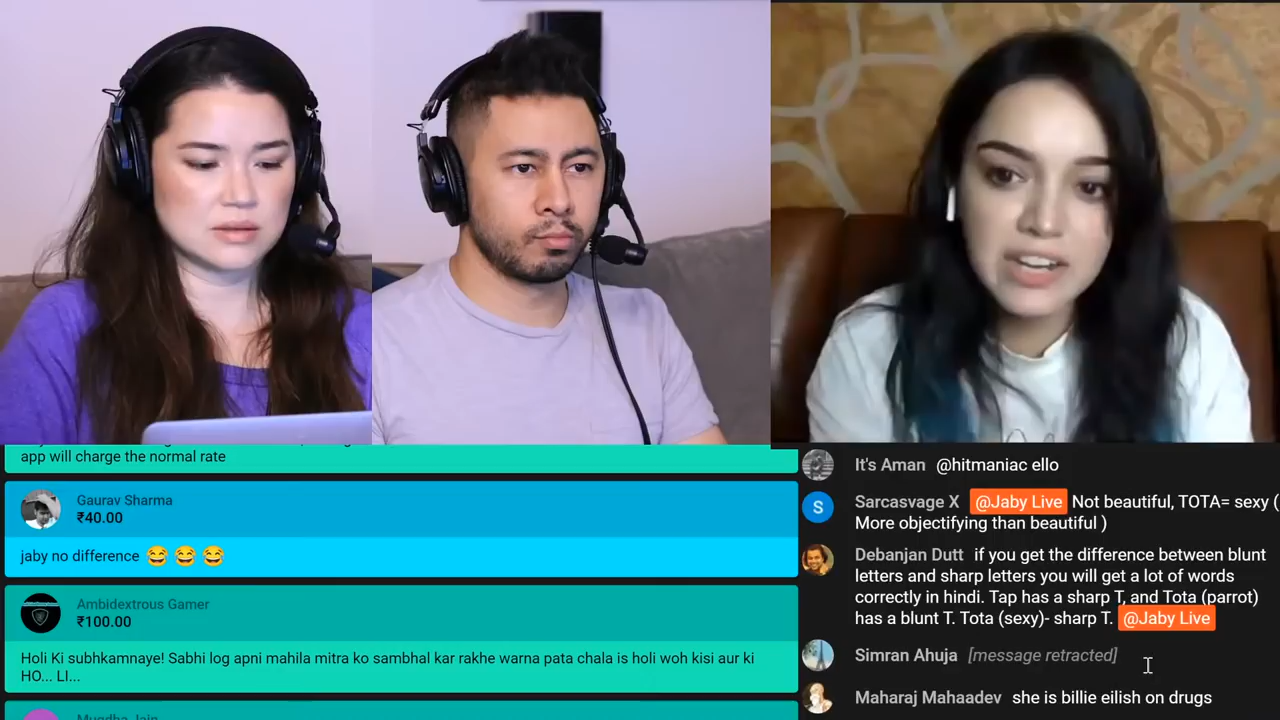 app will charge the normal rate
Gaurav Sharma
₹40.00
jaby no difference 😂 😂 😂
Ambidextrous Gamer
₹100.00
Holi Ki subhkamnaye! Sabhi log apni mahila mitra ko sambhal kar rakhe warna pata chala is holi woh kisi aur ki
HO... LI...
It's Aman @hitmaniac ello
S
Sarcasvage X @Jaby Live Not beautiful, TOTA= sexy (
More objectifying than beautiful )
Debanjan Dutt if you get the difference between blunt
letters and sharp letters you will get a lot of words
correctly in hindi. Tap has a sharp T, and Tota (parrot)
has a blunt T. Tota (sexy)- sharp T. @Jaby Live
Simran Ahuja [message retracted]
Maharaj Mahaadev she is billie eilish on drugs